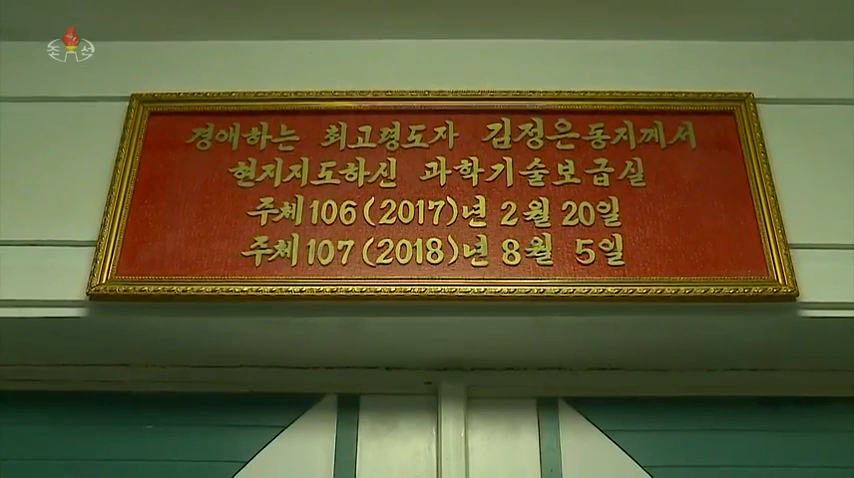 조선
경애하는 최고령도자 김정은동지께서
현지지도하신 과학기술보급실
주체106(2017)년 2월 20일
주체107(2018)년 8월 5일